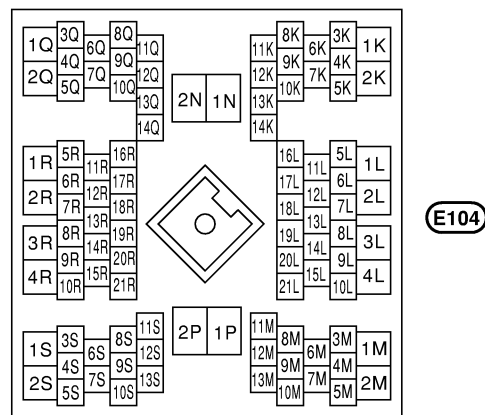 1Q 3Q 6Q 8Q 11Q 11K 8K 6K 3K 1K
2Q 4Q 7Q 9Q 12Q 12K 9K 7K 4K 2K
5Q 10Q 13Q 2N 1N 13K 10K 5K
14Q 14K
1R 5R 11R 16R 16L 11L 5L 1L
2R 6R 12R 17R 17L 12L 6L 2L
7R 13R 18R 18L 13L 7L
3R 8R 14R 19R 19L 14L 8L 3L
4R 9R 15R 20R 20L 15L 9L 4L
10R 21R 21L 10L
E104
1S 3S 6S 8S 11S 2P 1P 11M 8M 6M 3M 1M
2S 4S 7S 9S 12S 12M 9M 7M 4M 2M
5S 10S 13S 13M 10M 5M